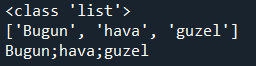 <class 'list'>
['Bugun', 'hava', 'guzel']
Bugun;hava;guzel